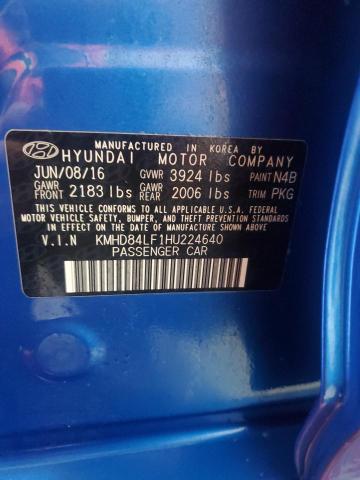 MANUFACTURED IN KOREA BY
HYUNDAI MOTOR COMPANY
JUN/08/16 GVWR 3924 lbs PAINT N4B
GAWR FRONT 2183 lbs GAWR REAR 2006 lbs TRIM PKG
THIS VEHICLE CONFORMS TO ALL APPLICABLE U.S.A. FEDERAL
MOTOR VEHICLE SAFETY, BUMPER, AND THEFT PREVENTION STANDARDS
IN EFFECT ON THE DATE OF MANUFACTURE SHOWN ABOVE.
V.I.N KMHD84LF1HU224640
PASSENGER CAR